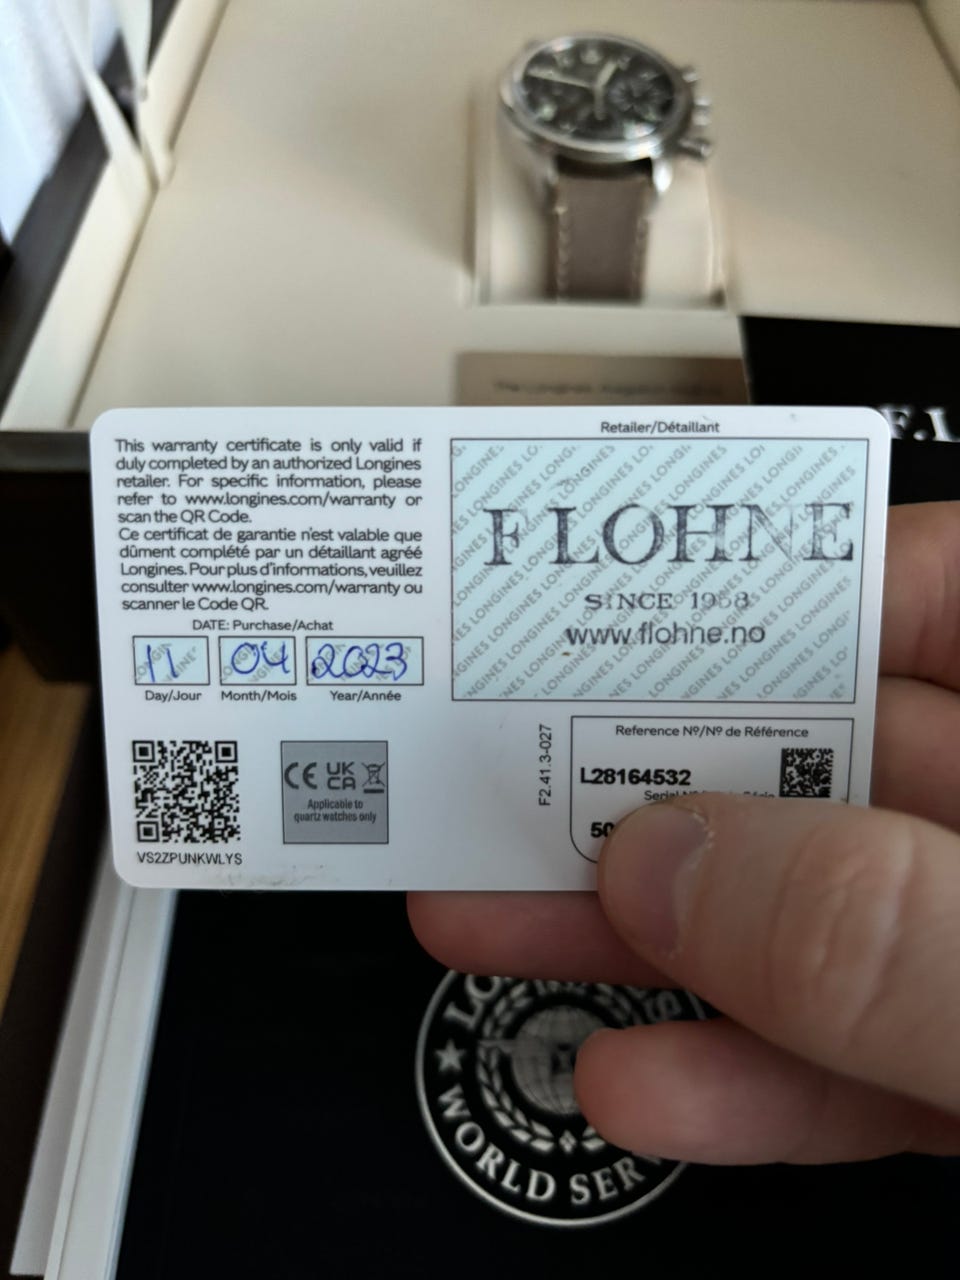 This warranty certificate is only valid if
duly completed by an authorized Longines
retailer. For specific information, please
refer to www.longines.com/warranty or
scan the QR Code.
Ce certificat de garantie n'est valable que
dûment complété par un détaillant agréé
Longines. Pour plus d'informations, veuillez
consulter www.longines.com/warranty ou
scanner le Code QR.
DATE: Purchase/Achat
11 04 2023
Day/Jour Month/Mois Year/Année
VS2ZPUNKWLYS
CE UK CA
Applicable to
quartz watches only
Retailer/Détaillant
FLOHNE
SINCE 1958
www.flohne.no
F2.41.3-027
Reference Nº/Nº de Référence
L28164532
Serial
50
WORLD SERV